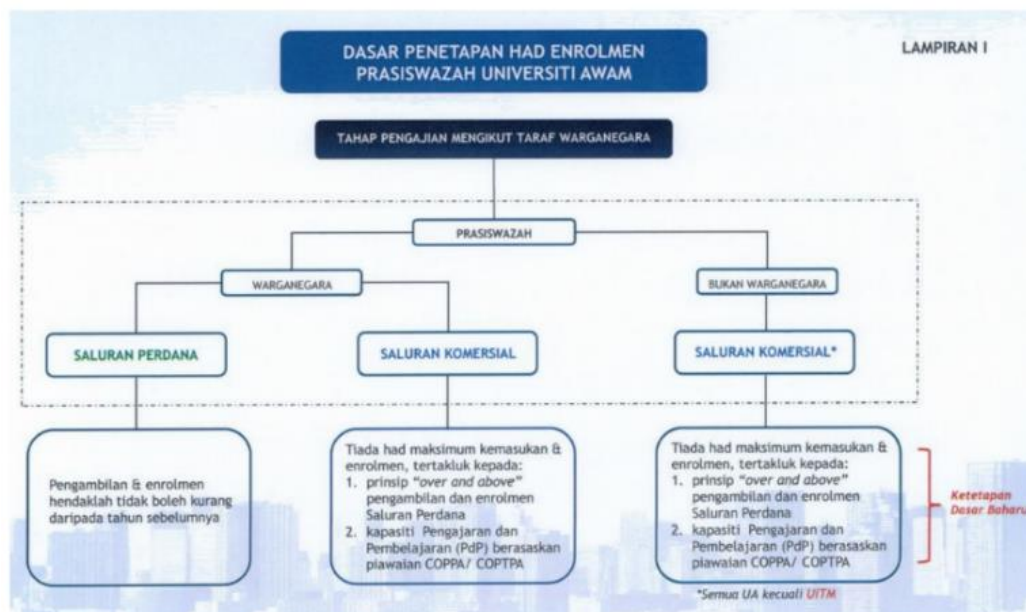 DASAR PENETAPAN HAD ENROLMEN
PRASISWAZAH UNIVERSITI AWAM
LAMPIRAN I
TAHAP PENGAJIAN MENGIKUT TARAF WARGANEGARA
PRASISWAZAH
WARGANEGARA
BUKAN WARGANEGARA
SALURAN PERDANA
SALURAN KOMERSIAL
SALURAN KOMERSIAL*
Pengambilan & enrolmen
hendaklah tidak boleh kurang
daripada tahun sebelumnya
Tiada had maksimum kemasukan &
enrolmen, tertakluk kepada:
1. prinsip “over and above”
pengambilan dan enrolmen
Saluran Perdana
2. kapasiti Pengajaran dan
Pembelajaran (PdP) berasaskan
piawaian COPPA/ COPTPA
Tiada had maksimum kemasukan &
enrolmen, tertakluk kepada:
1. prinsip “over and above”
pengambilan dan enrolmen
Saluran Perdana
2. kapasiti Pengajaran dan
Pembelajaran (PdP) berasaskan
piawaian COPPA/ COPTPA
Ketetapan
Dasar Baharu
*Semua UA kecuali UiTM